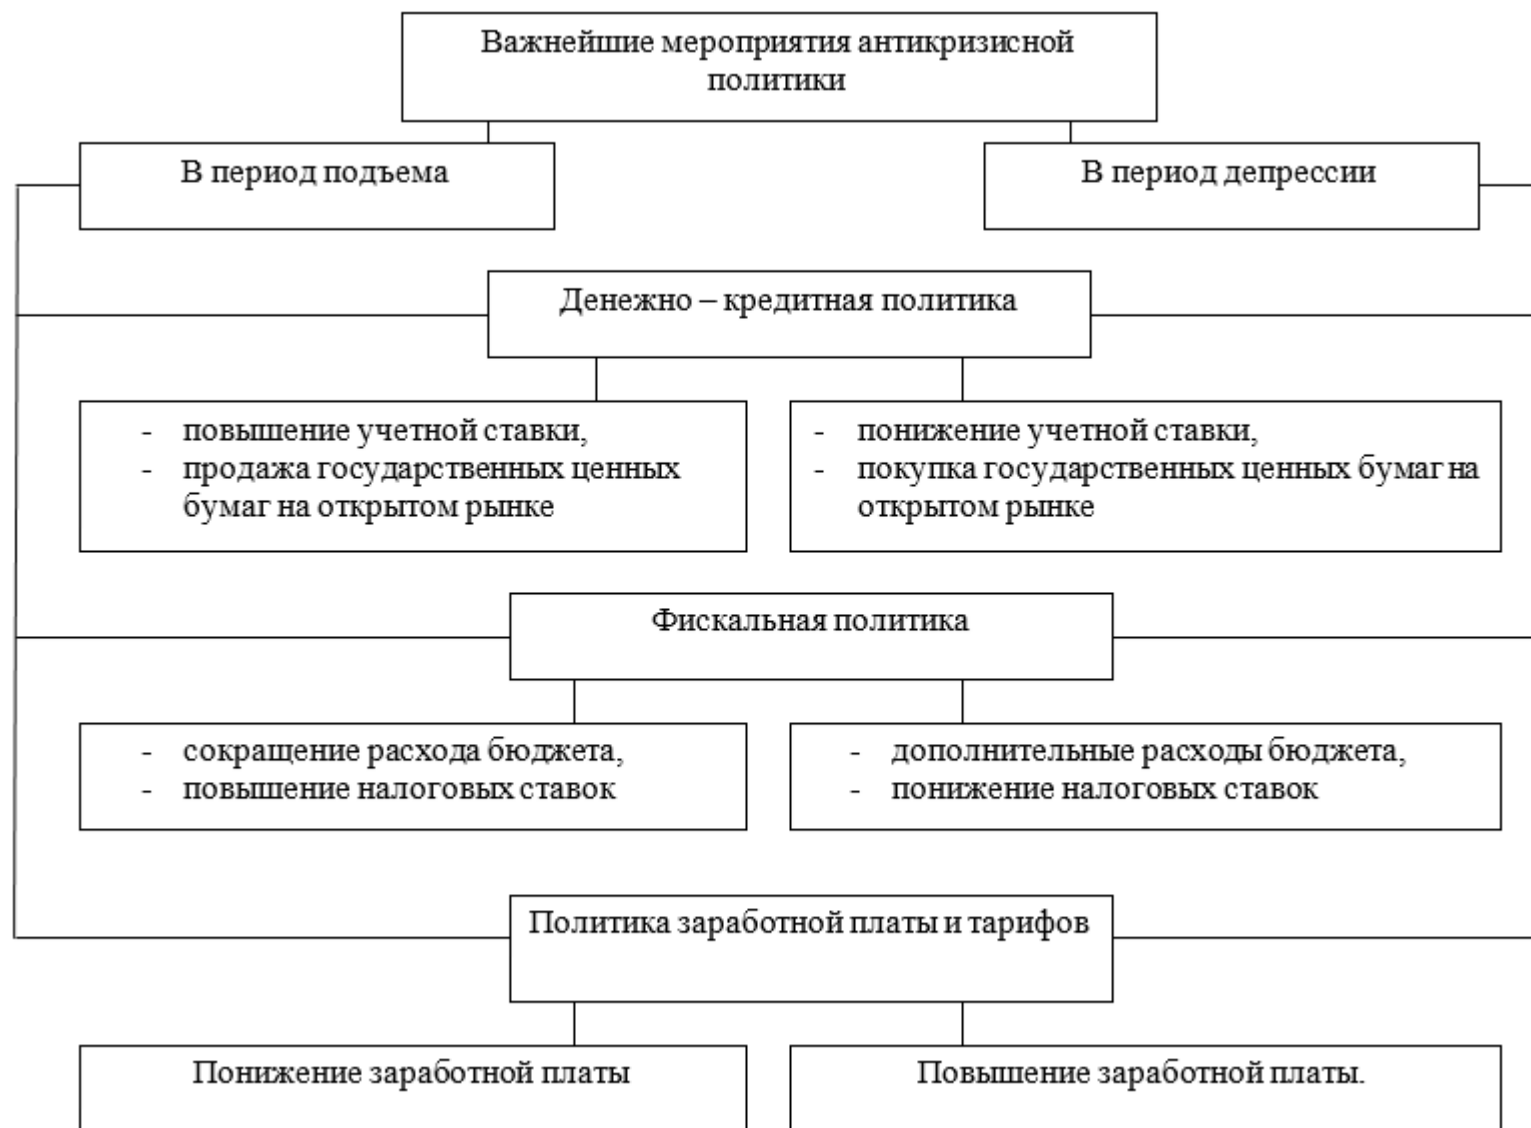 Важнейшие мероприятия антикризисной
политики
В период подъема
В период депрессии
Денежно – кредитная политика
- повышение учетной ставки,
- продажа государственных ценных
бумаг на открытом рынке
- понижение учетной ставки,
- покупка государственных ценных бумаг на
открытом рынке
Фискальная политика
- сокращение расхода бюджета,
- повышение налоговых ставок
- дополнительные расходы бюджета,
- понижение налоговых ставок
Политика заработной платы и тарифов
Понижение заработной платы
Повышение заработной платы.